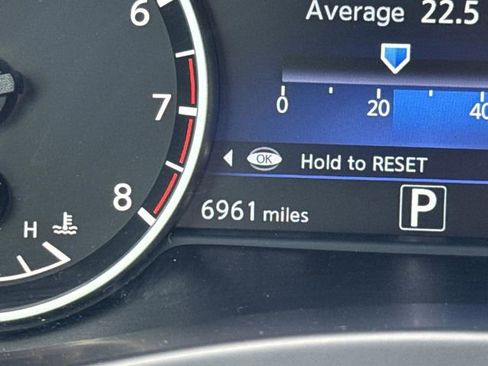 Average 22.5
6
7
8
0 20 40
OK Hold to RESET
6961 miles
P
H